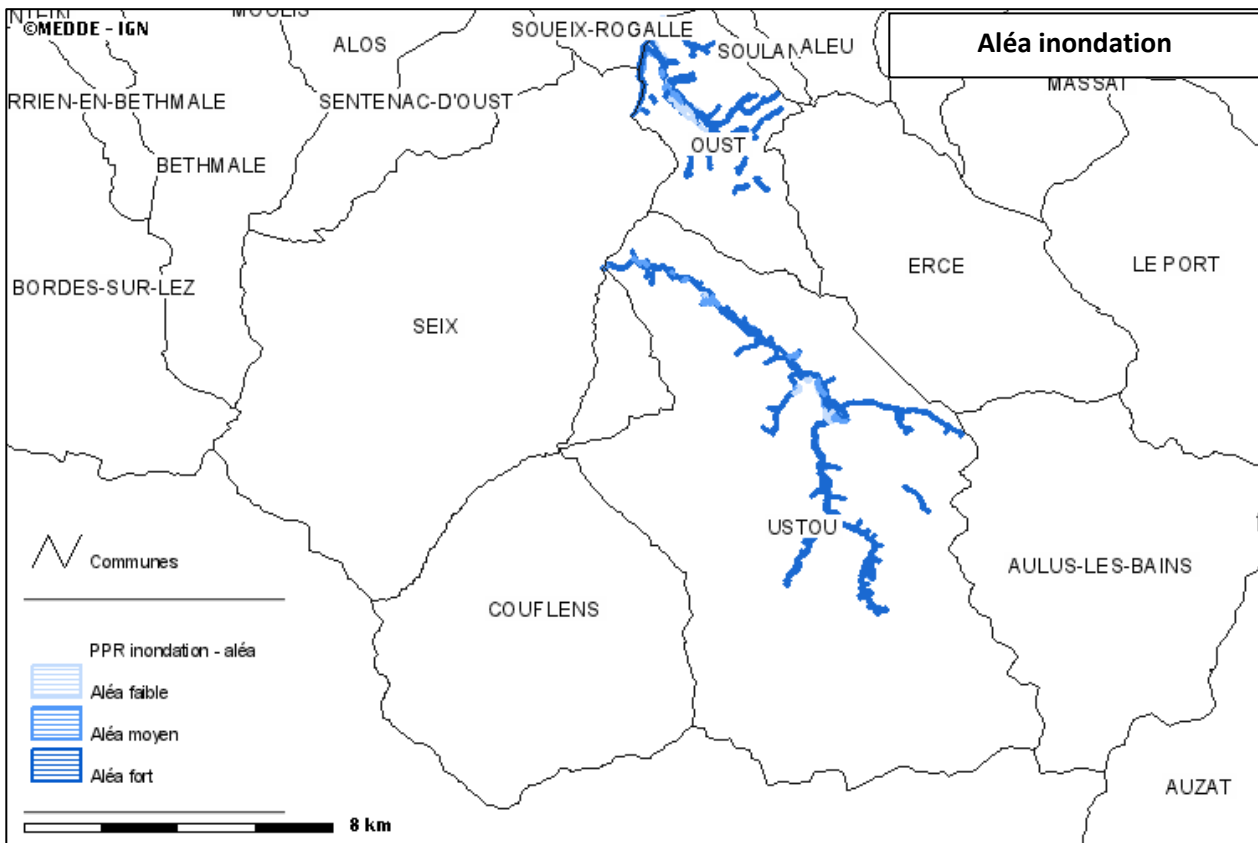 ©MEDDE - IGN
MOULIS
SOUEIX-ROGALLE
Aléa inondation
ALOS
SOULAN
ALEU
MASSAT
RRIEN-EN-BETHMALE
SENTENAC-D'OUST
BETHMALE
OUST
ERCE
LE PORT
BORDES-SUR-LEZ
SEIX
USTOU
Communes
AULUS-LES-BAINS
COUFLENS
PPR inondation - aléa
Aléa faible
Aléa moyen
Aléa fort
AUZAT
8 km